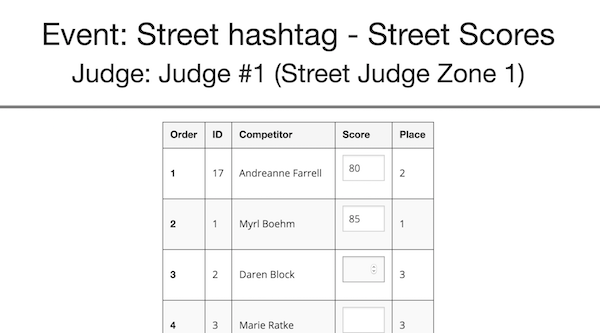 Event: Street hashtag - Street Scores
Judge: Judge #1 (Street Judge Zone 1)
Order ID Competitor Score Place
1 17 Andreanne Farrell 80 2
2 1 Myrl Boehm 85 1
3 2 Daren Block 3
4 3 Marie Ratke 3